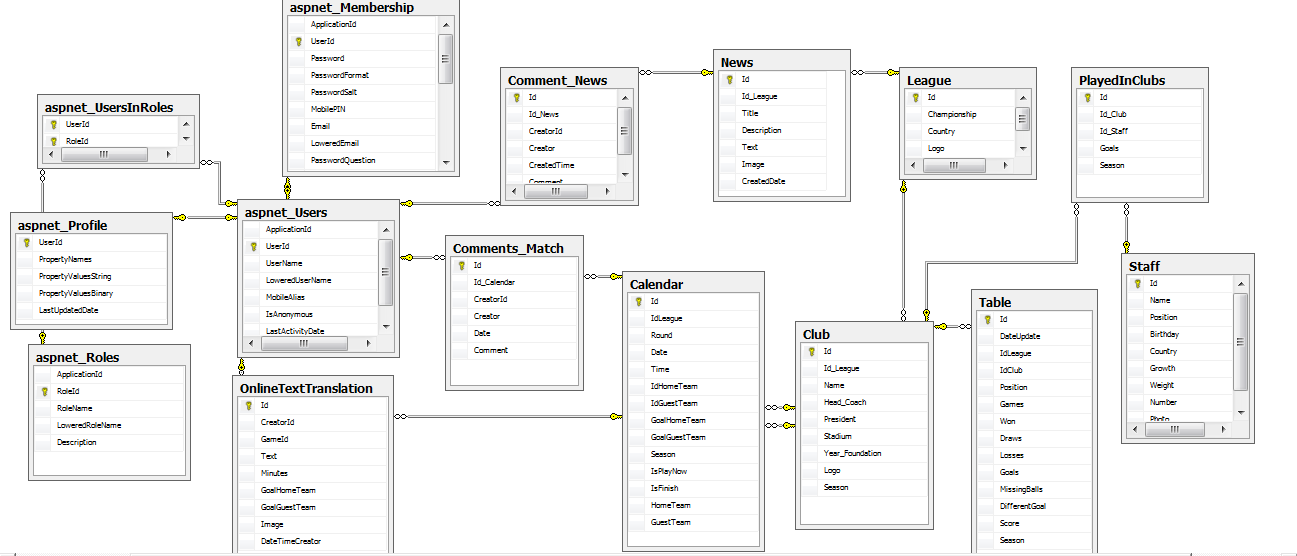 aspnet_Membership
ApplicationId
UserId
Password
PasswordFormat
PasswordSalt
MobilePIN
Email
LoweredEmail
PasswordQuestion
aspnet_UsersInRoles
UserId
RoleId
aspnet_Profile
UserId
PropertyNames
PropertyValuesString
PropertyValuesBinary
LastUpdatedDate
aspnet_Roles
ApplicationId
RoleId
RoleName
LoweredRoleName
Description
aspnet_Users
ApplicationId
UserId
UserName
LoweredUserName
MobileAlias
IsAnonymous
LastActivityDate
OnlineTextTranslation
Id
CreatorId
GameId
Text
Minutes
GoalHomeTeam
GoalGuestTeam
Image
DateTimeCreator
Comment_News
Id
Id_News
CreatorId
Creator
CreatedTime
Comment
Comments_Match
Id
Id_Calendar
CreatorId
Creator
Date
Comment
News
Id
Id_League
Title
Description
Text
Image
CreatedDate
Calendar
Id
IdLeague
Round
Date
Time
IdHomeTeam
IdGuestTeam
GoalHomeTeam
GoalGuestTeam
Season
IsPlayNow
IsFinish
HomeTeam
GuestTeam
League
Id
Championship
Country
Logo
Club
Id
Id_League
Name
Head_Coach
President
Stadium
Year_Foundation
Logo
Season
PlayedInClubs
Id
Id_Club
Id_Staff
Goals
Season
Table
Id
DateUpdate
IdLeague
IdClub
Position
Games
Won
Draws
Losses
Goals
MissingBalls
DifferentGoal
Score
Season
Staff
Id
Name
Position
Birthday
Country
Growth
Weight
Number
Photo